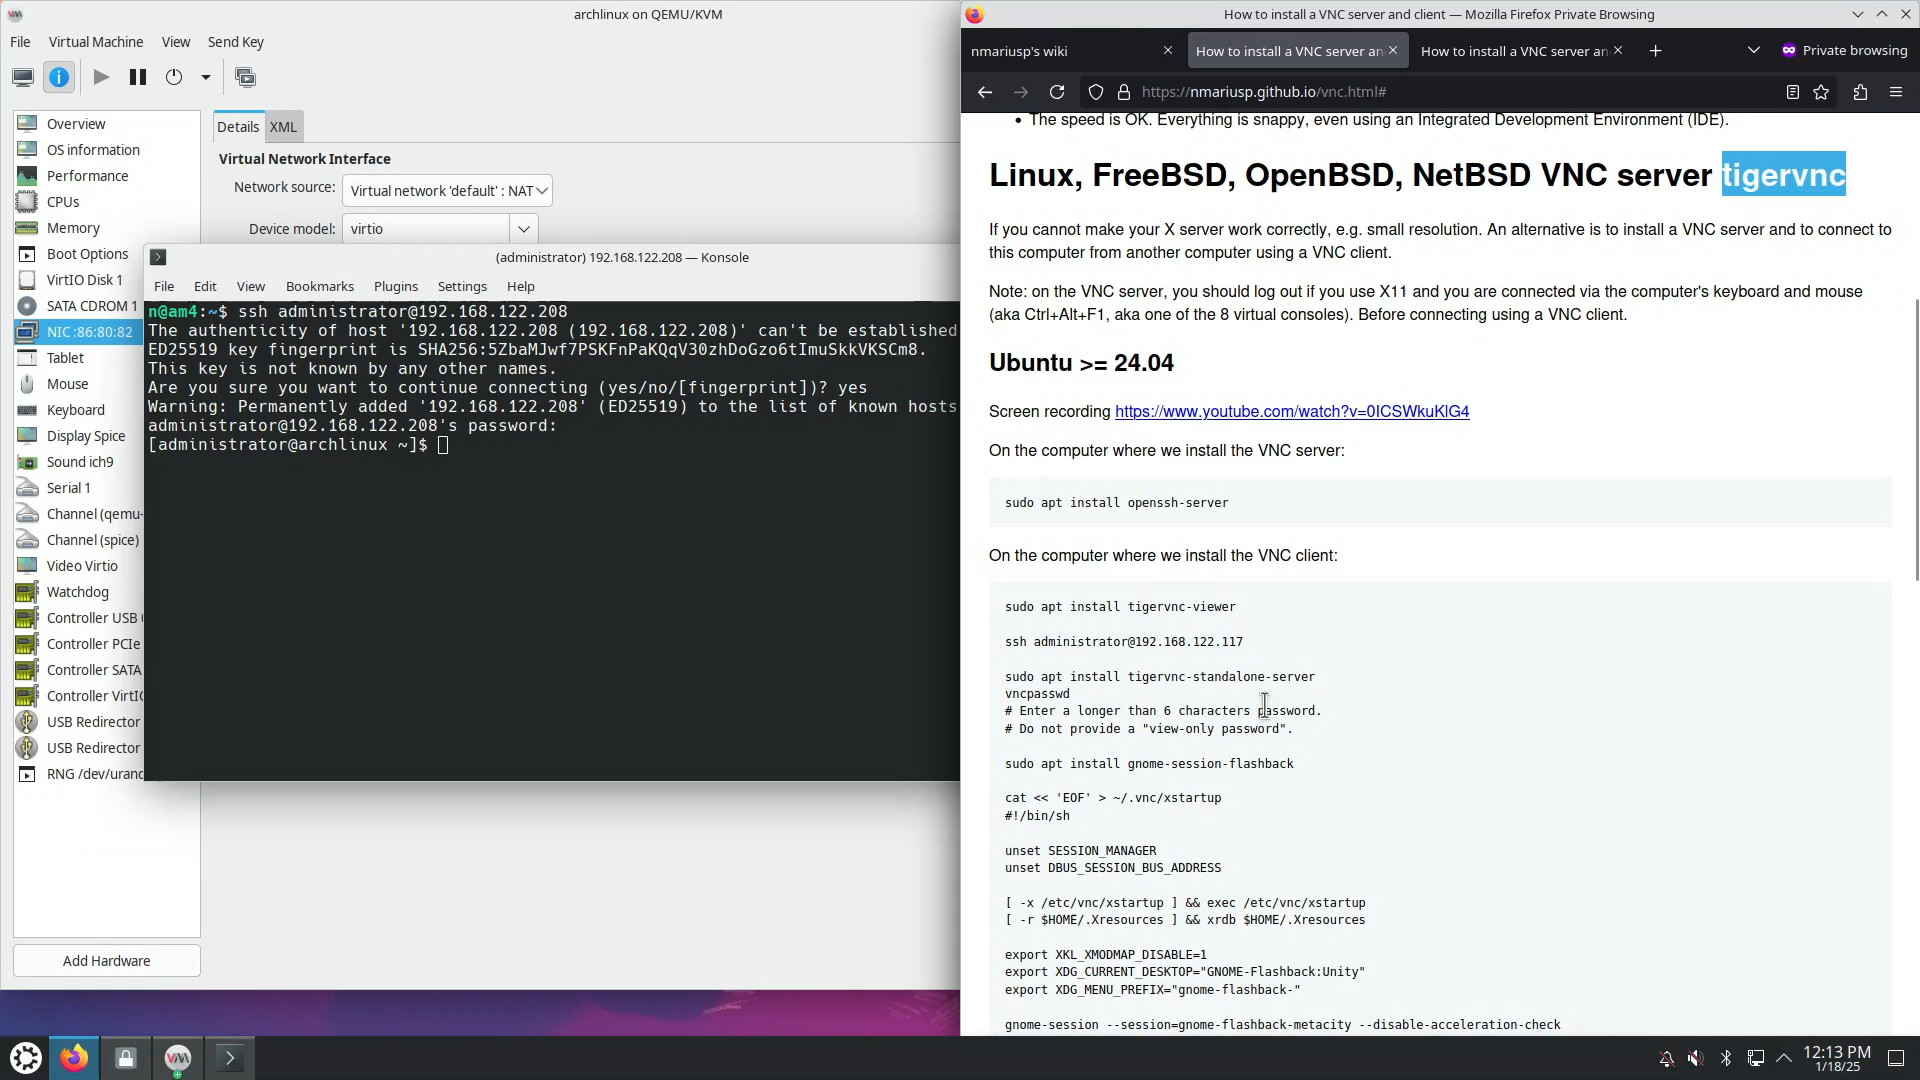 archlinux on QEMU/KVM
File Virtual Machine View Send Key
Overview
OS information
Performance
CPUs
Memory
Boot Options
VirtIO Disk 1
SATA CDROM 1
NIC :86:80:82
Tablet
Mouse
Keyboard
Display Spice
Sound ich9
Serial 1
Channel (qemu-
Channel (spice)
Video Virtio
Watchdog
Controller USB
Controller PCIe
Controller SATA
Controller VirtIO
USB Redirector
USB Redirector
RNG /dev/uranc
Add Hardware
Details XML
Virtual Network Interface
Network source: Virtual network 'default' : NAT
Device model: virtio
(administrator) 192.168.122.208 — Konsole
File Edit View Bookmarks Plugins Settings Help
n@am4:~$ ssh administrator@192.168.122.208
The authenticity of host '192.168.122.208 (192.168.122.208)' can't be established
ED25519 key fingerprint is SHA256:5ZbaMJwf7PSKFnPaKQqV30zhDoGzo6tImuSkkVKSCm8.
This key is not known by any other names.
Are you sure you want to continue connecting (yes/no/[fingerprint])? yes
Warning: Permanently added '192.168.122.208' (ED25519) to the list of known hosts
administrator@192.168.122.208's password:
[administrator@archlinux ~]$
How to install a VNC server and client — Mozilla Firefox Private Browsing
nmariusp's wiki How to install a VNC server an How to install a VNC server an Private browsing
https://nmariusp.github.io/vnc.html#
• The speed is OK. Everything is snappy, even using an Integrated Development Environment (IDE).
Linux, FreeBSD, OpenBSD, NetBSD VNC server tigervnc
If you cannot make your X server work correctly, e.g. small resolution. An alternative is to install a VNC server and to connect to
this computer from another computer using a VNC client.
Note: on the VNC server, you should log out if you use X11 and you are connected via the computer's keyboard and mouse
(aka Ctrl+Alt+F1, aka one of the 8 virtual consoles). Before connecting using a VNC client.
Ubuntu >= 24.04
Screen recording https://www.youtube.com/watch?v=0ICSWkuKlG4
On the computer where we install the VNC server:
sudo apt install openssh-server
On the computer where we install the VNC client:
sudo apt install tigervnc-viewer
ssh administrator@192.168.122.117
sudo apt install tigervnc-standalone-server
vncpasswd
# Enter a longer than 6 characters password.
# Do not provide a "view-only password".
sudo apt install gnome-session-flashback
cat << 'EOF' > ~/.vnc/xstartup
#!/bin/sh
unset SESSION_MANAGER
unset DBUS_SESSION_BUS_ADDRESS
[ -x /etc/vnc/xstartup ] && exec /etc/vnc/xstartup
[ -r $HOME/.Xresources ] && xrdb $HOME/.Xresources
export XKL_XMODMAP_DISABLE=1
export XDG_CURRENT_DESKTOP="GNOME-Flashback:Unity"
export XDG_MENU_PREFIX="gnome-flashback-"
gnome-session --session=gnome-flashback-metacity --disable-acceleration-check
12:13 PM
1/18/25